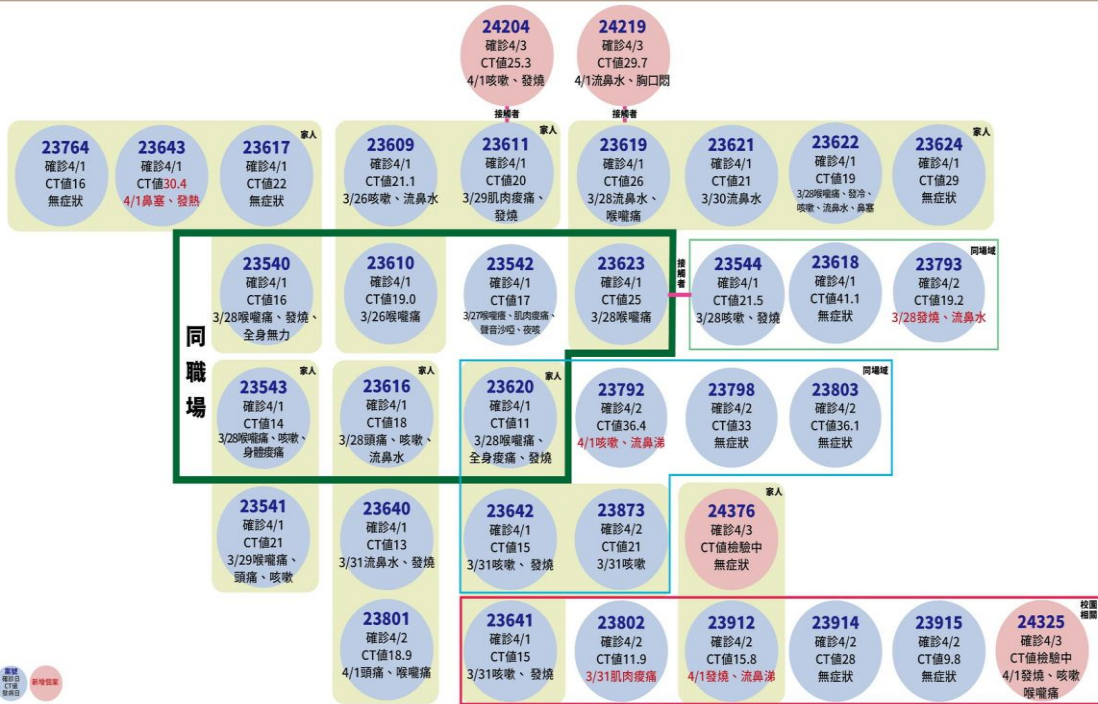 24204
確診4/3
CT值25.3
4/1咳嗽、發燒
24219
確診4/3
CT值29.7
4/1流鼻水、胸口悶
接觸者
接觸者
家人
23764
確診4/1
CT值16
無症狀
23643
確診4/1
CT值30.4
4/1鼻塞、發熱
23617
確診4/1
CT值22
無症狀
家人
23609
確診4/1
CT值21.1
3/26咳嗽、流鼻水
23611
確診4/1
CT值20
3/29肌肉痠痛、
發燒
家人
23619
確診4/1
CT值26
3/28流鼻水、
喉嚨痛
23621
確診4/1
CT值21
3/30流鼻水
23622
確診4/1
CT值19
3/28喉嚨痛、發冷、
咳嗽、流鼻水、鼻塞
23624
確診4/1
CT值29
無症狀
同職場
23540
確診4/1
CT值16
3/28喉嚨痛、發燒、
全身無力
23610
確診4/1
CT值19.0
3/26喉嚨痛
23542
確診4/1
CT值17
3/27喉嚨癢、肌肉痠痛、
聲音沙啞、夜咳
23623
確診4/1
CT值25
3/28喉嚨痛
接觸者
同場域
23544
確診4/1
CT值21.5
3/28咳嗽、發燒
23618
確診4/1
CT值41.1
無症狀
23793
確診4/2
CT值19.2
3/28發燒、流鼻水
家人
23543
確診4/1
CT值14
3/28喉嚨痛、咳嗽、
身體痠痛
家人
23616
確診4/1
CT值18
3/28頭痛、咳嗽、
流鼻水
家人
23620
確診4/1
CT值11
3/28喉嚨痛、
全身痠痛、發燒
同場域
23792
確診4/2
CT值36.4
4/1咳嗽、流鼻涕
23798
確診4/2
CT值33
無症狀
23803
確診4/2
CT值36.1
無症狀
23541
確診4/1
CT值21
3/29喉嚨痛、
頭痛、咳嗽
23640
確診4/1
CT值13
3/31流鼻水、發燒
23642
確診4/1
CT值15
3/31咳嗽、發燒
23873
確診4/2
CT值21
3/31咳嗽
家人
24376
確診4/3
CT值檢驗中
無症狀
23801
確診4/2
CT值18.9
4/1頭痛、喉嚨痛
校園
相關
23641
確診4/1
CT值15
3/31咳嗽、發燒
23802
確診4/2
CT值11.9
3/31肌肉痠痛
23912
確診4/2
CT值15.8
4/1發燒、流鼻涕
23914
確診4/2
CT值28
無症狀
23915
確診4/2
CT值9.8
無症狀
24325
確診4/3
CT值檢驗中
4/1發燒、咳嗽
喉嚨痛
案號
確診日
CT值
發病日
新增個案